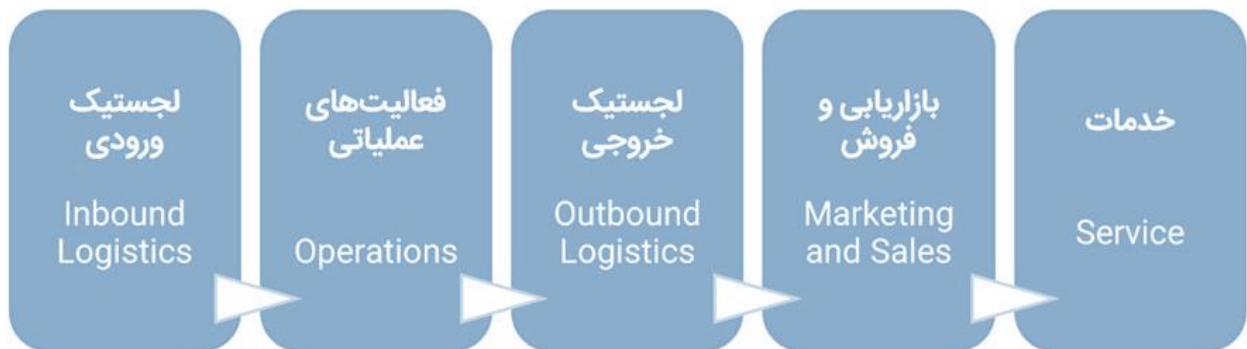 لجستیک
ورودی
Inbound
Logistics
فعالیت‌های
عملیاتی
Operations
لجستیک
خروجی
Outbound
Logistics
بازاریابی و
فروش
Marketing
and Sales
خدمات
Service